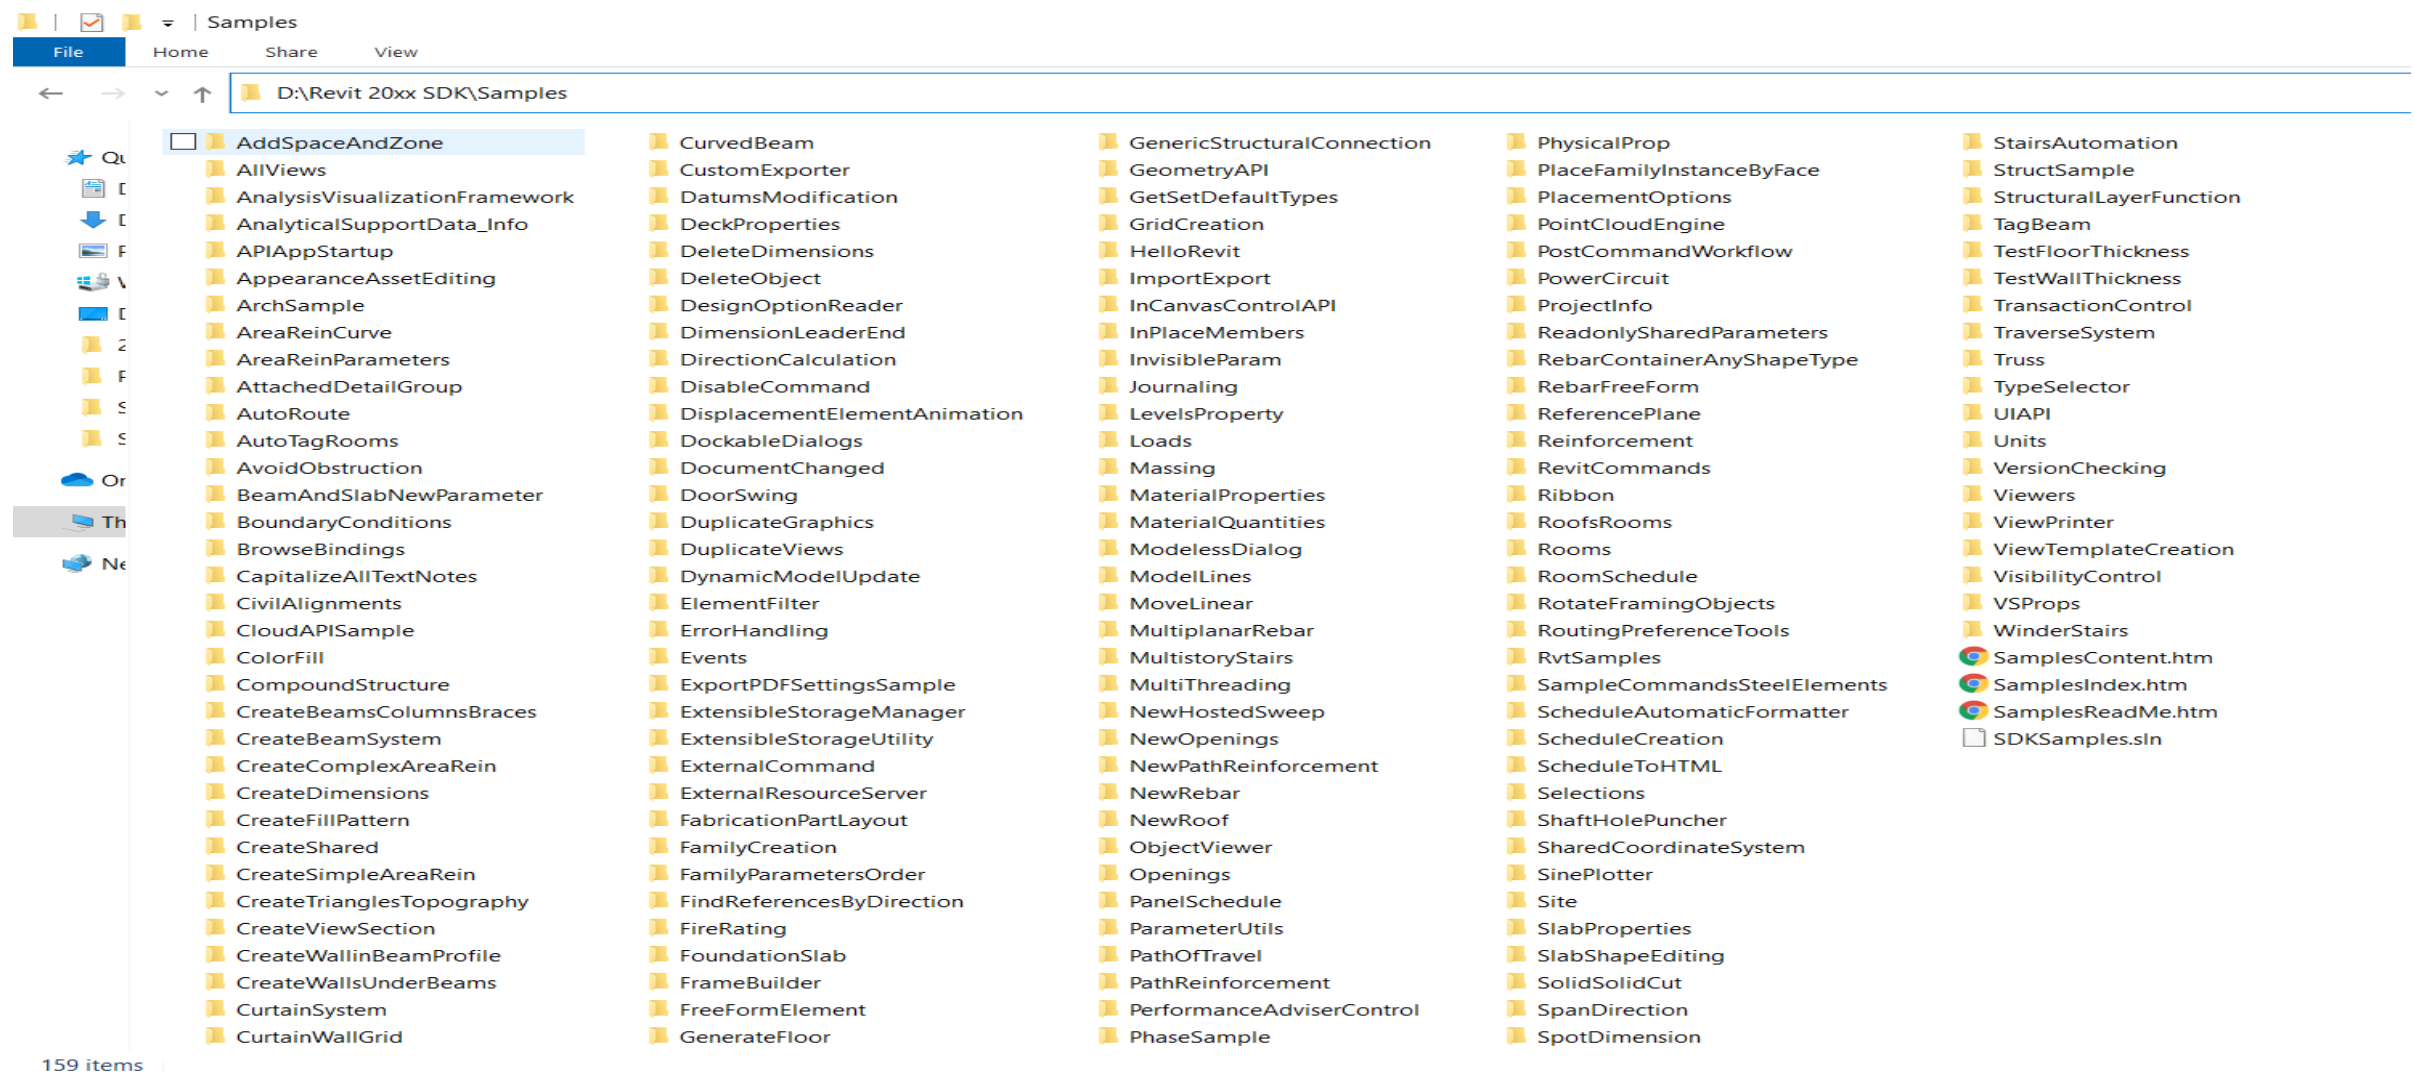 Samples
File Home Share View
D:\Revit 20xx SDK\Samples
Qu
D
D
P
V
D
2
F
S
S
On
Th
Ne
AddSpaceAndZone
AllViews
AnalysisVisualizationFramework
AnalyticalSupportData_Info
APIAppStartup
AppearanceAssetEditing
ArchSample
AreaReinCurve
AreaReinParameters
AttachedDetailGroup
AutoRoute
AutoTagRooms
AvoidObstruction
BeamAndSlabNewParameter
BoundaryConditions
BrowseBindings
CapitalizeAllTextNotes
CivilAlignments
CloudAPISample
ColorFill
CompoundStructure
CreateBeamsColumnsBraces
CreateBeamSystem
CreateComplexAreaRein
CreateDimensions
CreateFillPattern
CreateShared
CreateSimpleAreaRein
CreateTrianglesTopography
CreateViewSection
CreateWallinBeamProfile
CreateWallsUnderBeams
CurtainSystem
CurtainWallGrid
CurvedBeam
CustomExporter
DatumsModification
DeckProperties
DeleteDimensions
DeleteObject
DesignOptionReader
DimensionLeaderEnd
DirectionCalculation
DisableCommand
DisplacementElementAnimation
DockableDialogs
DocumentChanged
DoorSwing
DuplicateGraphics
DuplicateViews
DynamicModelUpdate
ElementFilter
ErrorHandling
Events
ExportPDFSettingsSample
ExtensibleStorageManager
ExtensibleStorageUtility
ExternalCommand
ExternalResourceServer
FabricationPartLayout
FamilyCreation
FamilyParametersOrder
FindReferencesByDirection
FireRating
FoundationSlab
FrameBuilder
FreeFormElement
GenerateFloor
GenericStructuralConnection
GeometryAPI
GetSetDefaultTypes
GridCreation
HelloRevit
ImportExport
InCanvasControlAPI
InPlaceMembers
InvisibleParam
Journaling
LevelsProperty
Loads
Massing
MaterialProperties
MaterialQuantities
ModelessDialog
ModelLines
MoveLinear
MultiplanarRebar
MultistoryStairs
MultiThreading
NewHostedSweep
NewOpenings
NewPathReinforcement
NewRebar
NewRoof
ObjectViewer
Openings
PanelSchedule
ParameterUtils
PathOfTravel
PathReinforcement
PerformanceAdviserControl
PhaseSample
PhysicalProp
PlaceFamilyInstanceByFace
PlacementOptions
PointCloudEngine
PostCommandWorkflow
PowerCircuit
ProjectInfo
ReadonlySharedParameters
RebarContainerAnyShapeType
RebarFreeForm
ReferencePlane
Reinforcement
RevitCommands
Ribbon
RoofsRooms
Rooms
RoomSchedule
RotateFramingObjects
RoutingPreferenceTools
RvtSamples
SampleCommandsSteelElements
ScheduleAutomaticFormatter
ScheduleCreation
ScheduleToHTML
Selections
ShaftHolePuncher
SharedCoordinateSystem
SinePlotter
Site
SlabProperties
SlabShapeEditing
SolidSolidCut
SpanDirection
SpotDimension
StairsAutomation
StructSample
StructuralLayerFunction
TagBeam
TestFloorThickness
TestWallThickness
TransactionControl
TraverseSystem
Truss
TypeSelector
UIAPI
Units
VersionChecking
Viewers
ViewPrinter
ViewTemplateCreation
VisibilityControl
VSProps
WinderStairs
SamplesContent.htm
SamplesIndex.htm
SamplesReadMe.htm
SDKSamples.sln
159 items